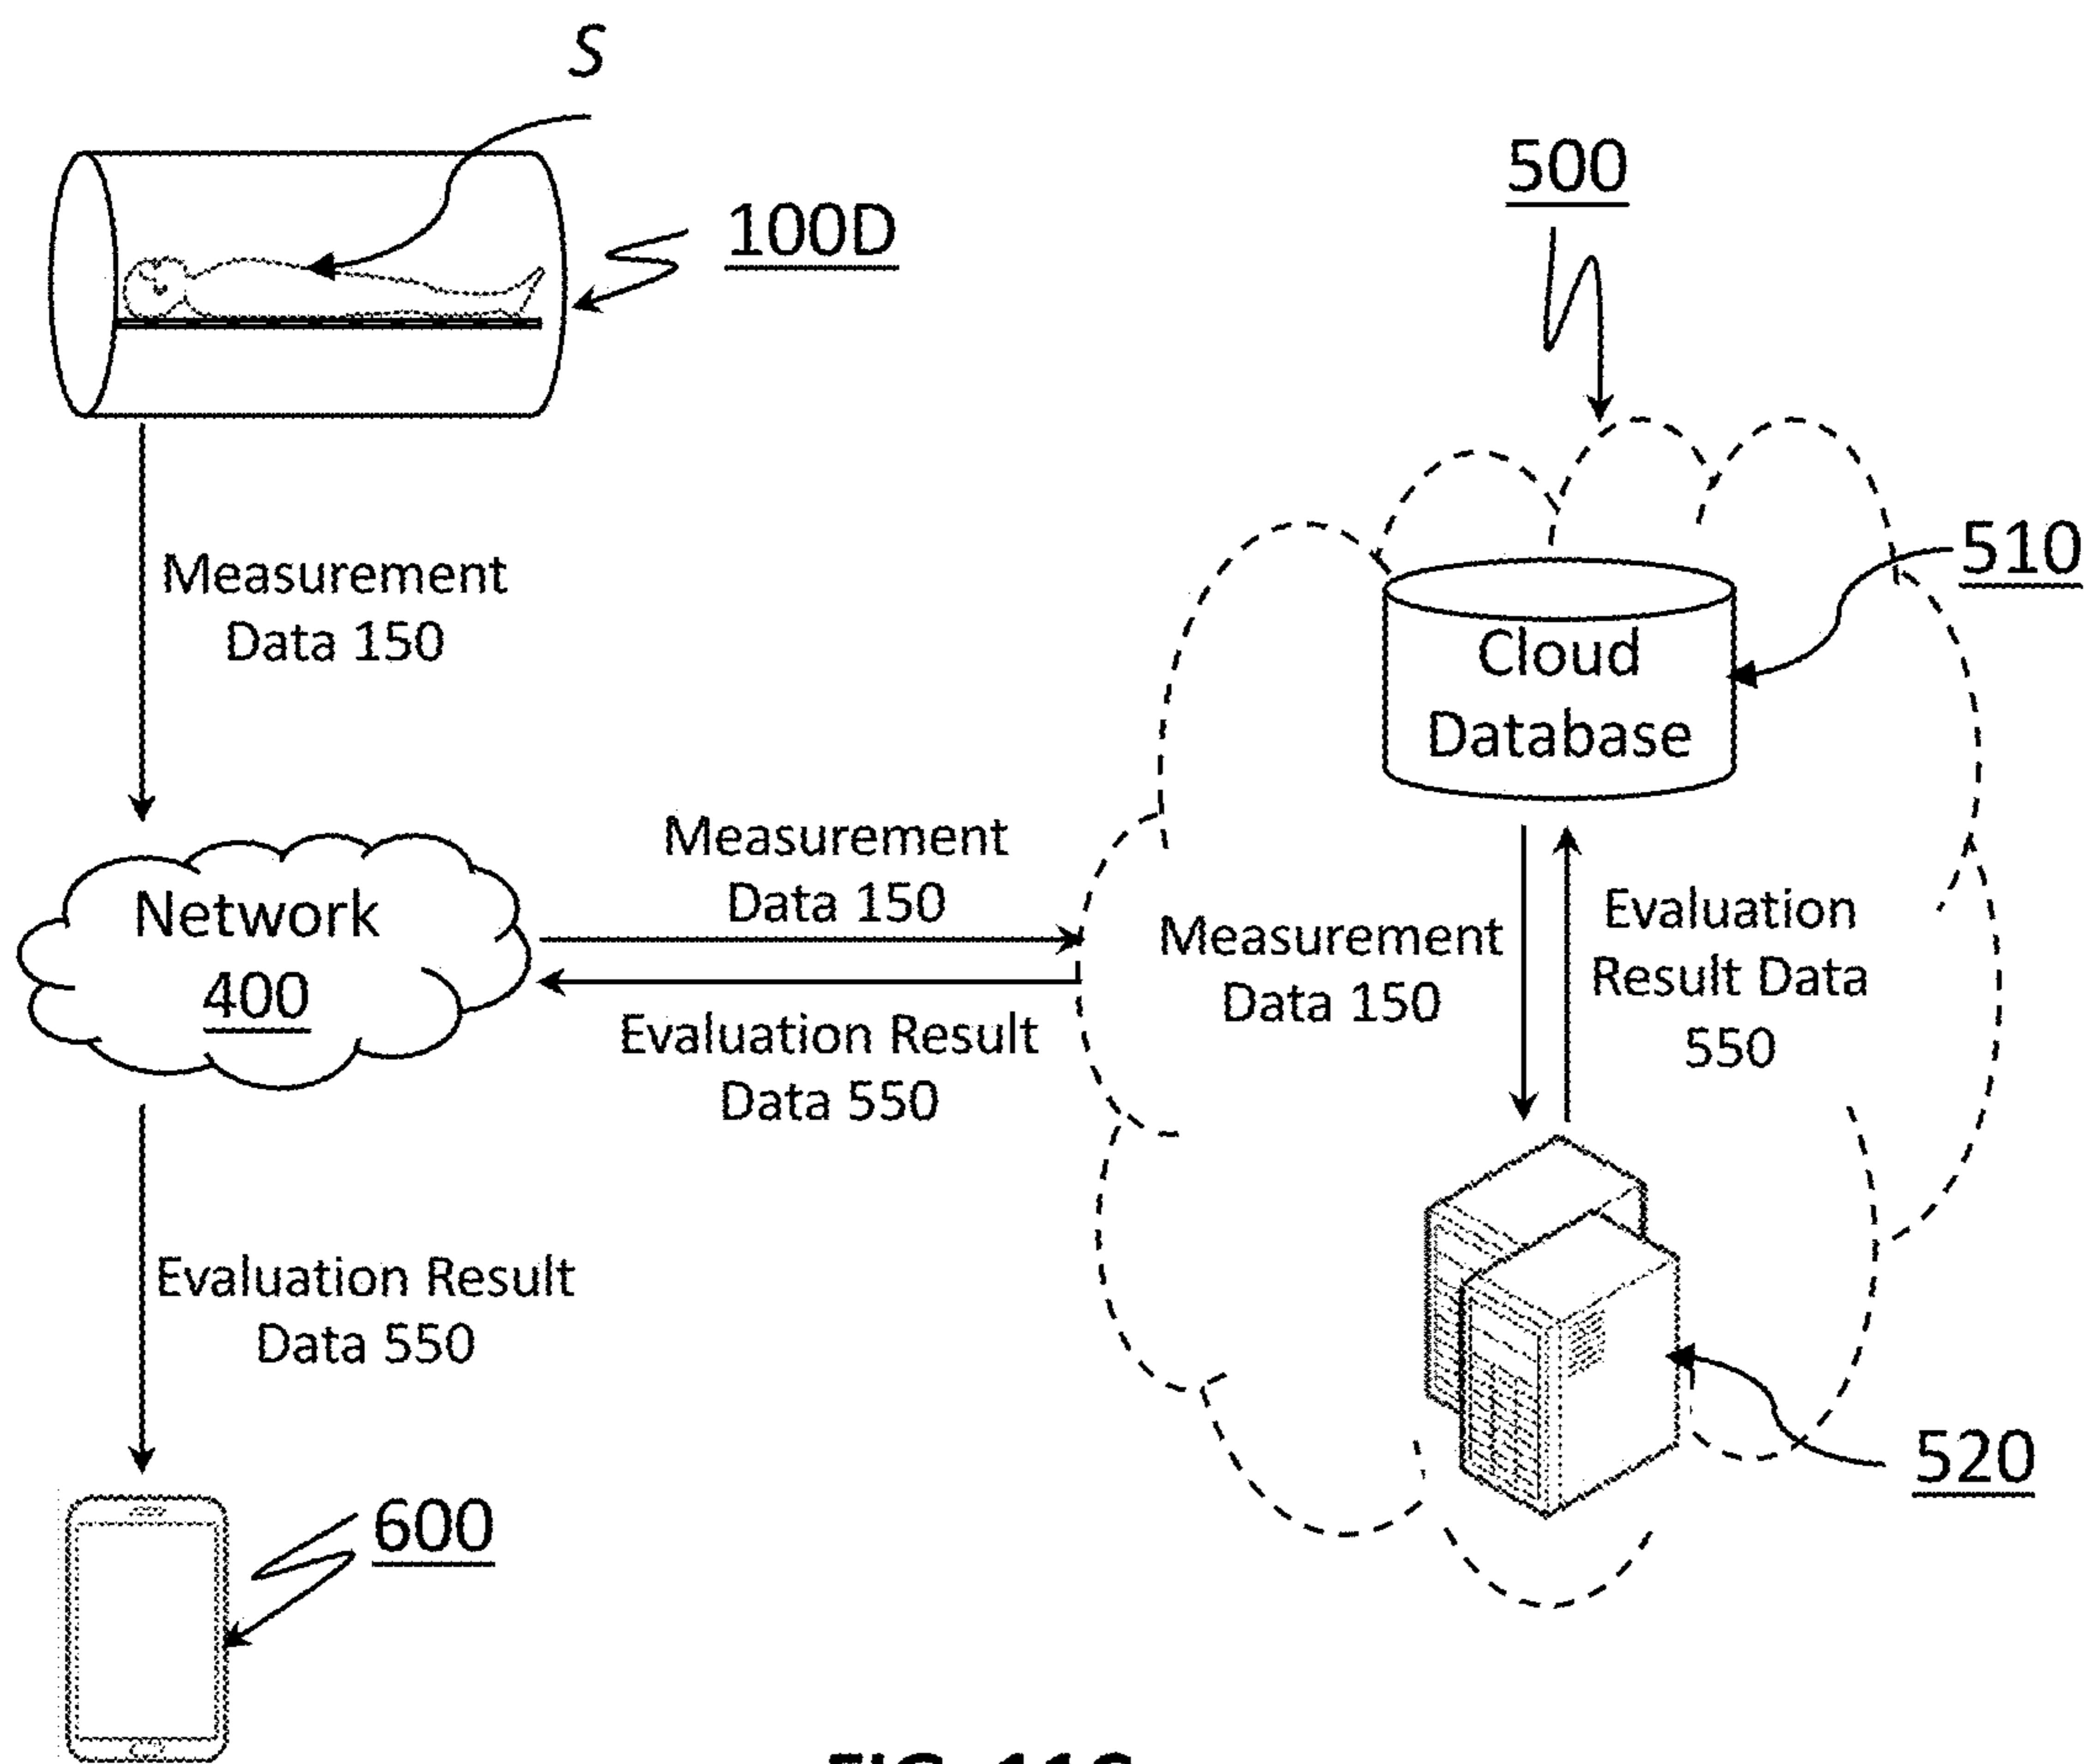 S
100D
500
510
Measurement
Data 150
Cloud
Database
Network
400
Measurement
Data 150
Evaluation Result
Data 550
Measurement
Data 150
Evaluation
Result Data
550
Evaluation Result
Data 550
520
600